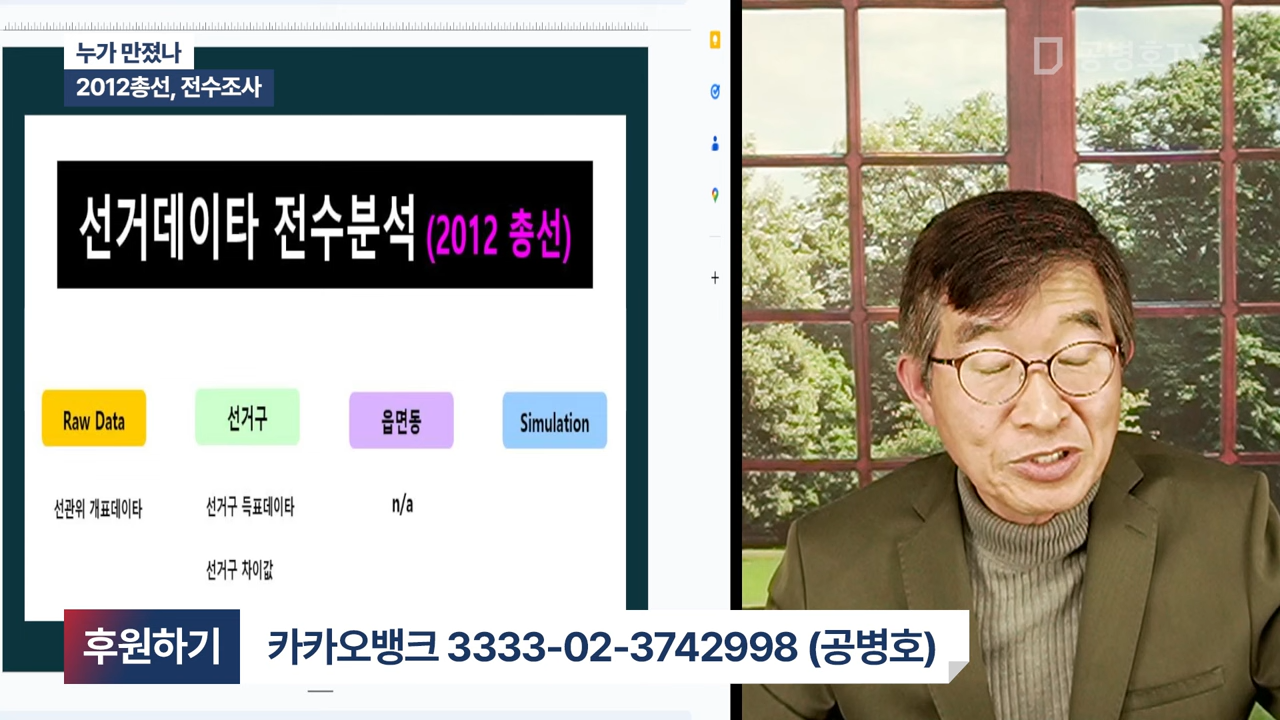 누가 만졌나
2012총선, 전수조사
공병호TV
선거데이타 전수분석 (2012 총선)
Raw Data
선거구
읍면동
Simulation
선관위 개표데이타
선거구 득표데이타
n/a
선거구 차이값
후원하기
카카오뱅크 3333-02-3742998 (공병호)